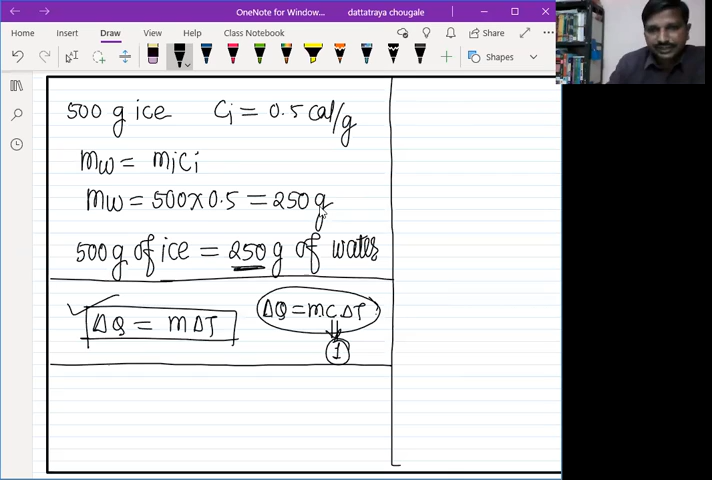 OneNote for Window...
dattatraya chougale
Home Insert Draw View Help Class Notebook
Share
Shapes
500 g ice Ci = 0.5 cal/g
mw = mici
mw = 500x0.5 = 250 g
500g of ice = 250 g of water
ΔQ = mΔT
ΔQ = mCΔT
1